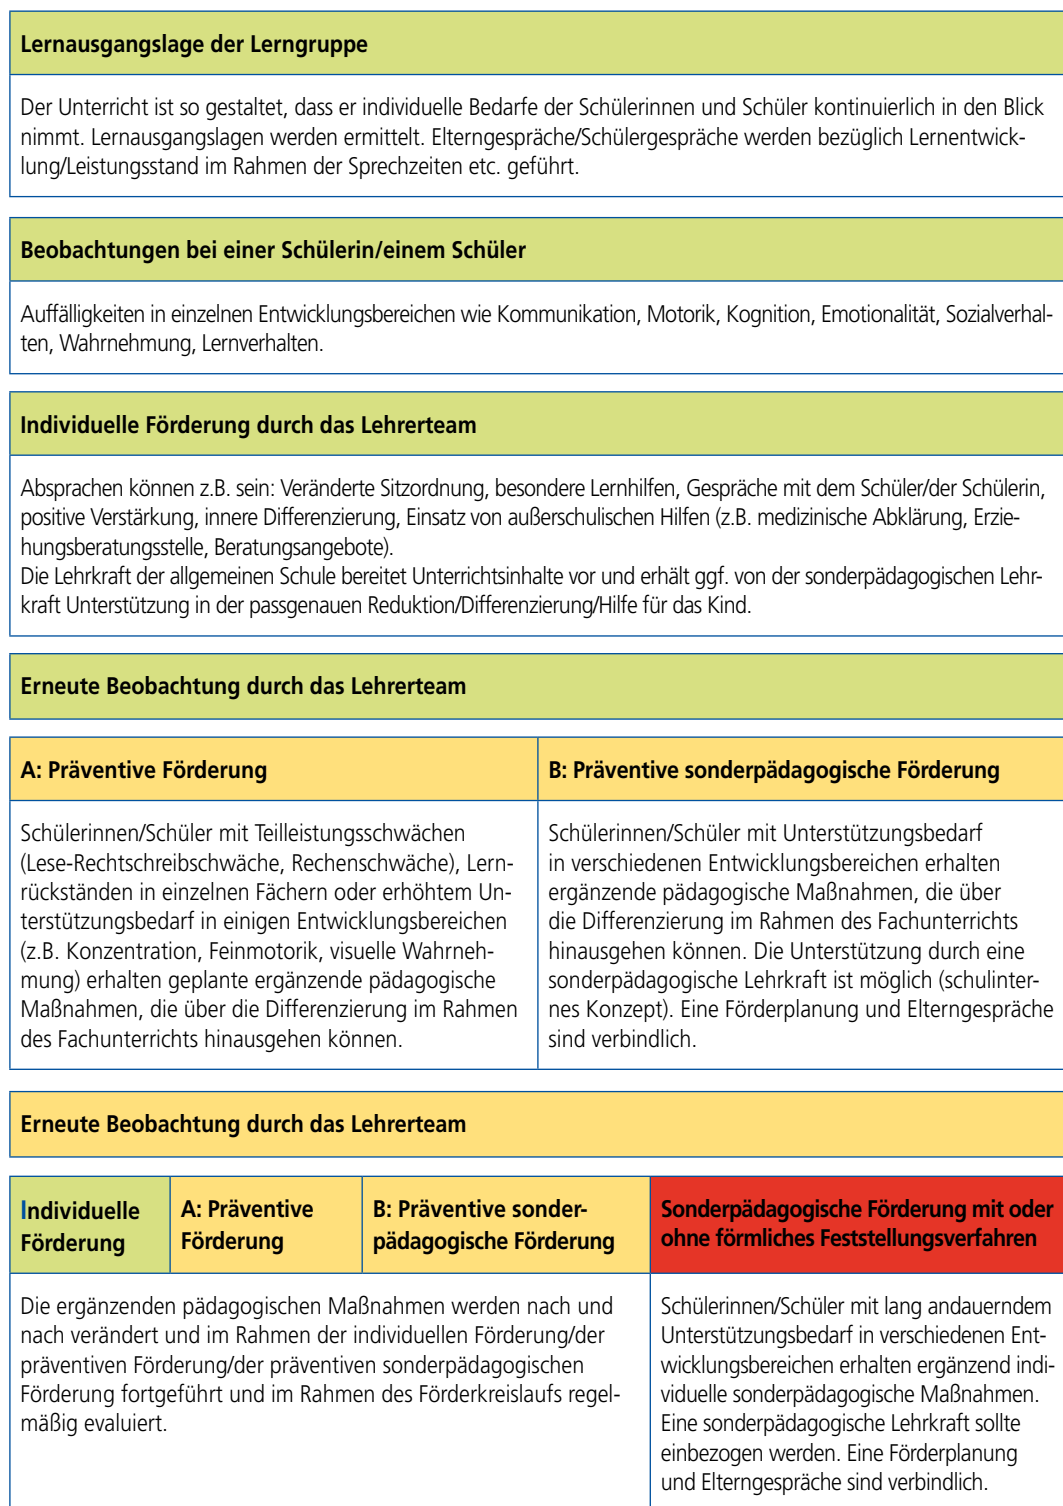 Lernausgangslage der Lerngruppe
Der Unterricht ist so gestaltet, dass er individuelle Bedarfe der Schülerinnen und Schüler kontinuierlich in den Blick
nimmt. Lernausgangslagen werden ermittelt. Elterngespräche/Schülergespräche werden bezüglich Lernentwick-
lung/Leistungsstand im Rahmen der Sprechzeiten etc. geführt.
Beobachtungen bei einer Schülerin/einem Schüler
Auffälligkeiten in einzelnen Entwicklungsbereichen wie Kommunikation, Motorik, Kognition, Emotionalität, Sozialverhal-
ten, Wahrnehmung, Lernverhalten.
Individuelle Förderung durch das Lehrerteam
Absprachen können z.B. sein: Veränderte Sitzordnung, besondere Lernhilfen, Gespräche mit dem Schüler/der Schülerin,
positive Verstärkung, innere Differenzierung, Einsatz von außerschulischen Hilfen (z.B. medizinische Abklärung, Erzie-
hungsberatungsstelle, Beratungsangebote).
Die Lehrkraft der allgemeinen Schule bereitet Unterrichtsinhalte vor und erhält ggf. von der sonderpädagogischen Lehr-
kraft Unterstützung in der passgenauen Reduktion/Differenzierung/Hilfe für das Kind.
Erneute Beobachtung durch das Lehrerteam
A: Präventive Förderung
Schülerinnen/Schüler mit Teilleistungsschwächen
(Lese-Rechtschreibschwäche, Rechenschwäche), Lern-
rückständen in einzelnen Fächern oder erhöhtem Un-
terstützungsbedarf in einigen Entwicklungsbereichen
(z.B. Konzentration, Feinmotorik, visuelle Wahrneh-
mung) erhalten geplante ergänzende pädagogische
Maßnahmen, die über die Differenzierung im Rahmen
des Fachunterrichts hinausgehen können.
B: Präventive sonderpädagogische Förderung
Schülerinnen/Schüler mit Unterstützungsbedarf
in verschiedenen Entwicklungsbereichen erhalten
ergänzende pädagogische Maßnahmen, die über
die Differenzierung im Rahmen des Fachunterrichts
hinausgehen können. Die Unterstützung durch eine
sonderpädagogische Lehrkraft ist möglich (schulinter-
nes Konzept). Eine Förderplanung und Elterngespräche
sind verbindlich.
Erneute Beobachtung durch das Lehrerteam
Individuelle
Förderung
A: Präventive
Förderung
B: Präventive sonder-
pädagogische Förderung
Die ergänzenden pädagogischen Maßnahmen werden nach und
nach verändert und im Rahmen der individuellen Förderung/der
präventiven Förderung/der präventiven sonderpädagogischen
Förderung fortgeführt und im Rahmen des Förderkreislaufs regel-
mäßig evaluiert.
Sonderpädagogische Förderung mit oder
ohne förmliches Feststellungsverfahren
Schülerinnen/Schüler mit lang andauerndem
Unterstützungsbedarf in verschiedenen Ent-
wicklungsbereichen erhalten ergänzend indi-
viduelle sonderpädagogische Maßnahmen.
Eine sonderpädagogische Lehrkraft sollte
einbezogen werden. Eine Förderplanung
und Elterngespräche sind verbindlich.